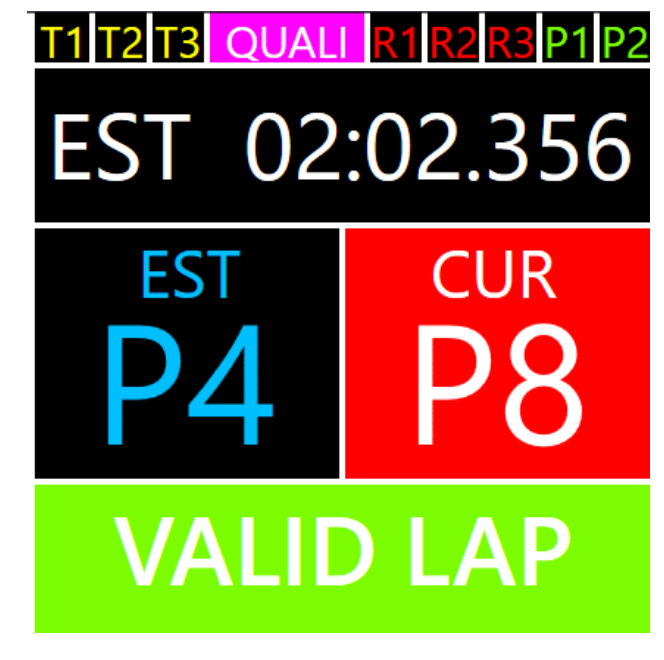 T1 T2 T3 QUALI R1 R2 R3 P1 P2
EST 02:02.356
EST CUR
P4 P8
VALID LAP